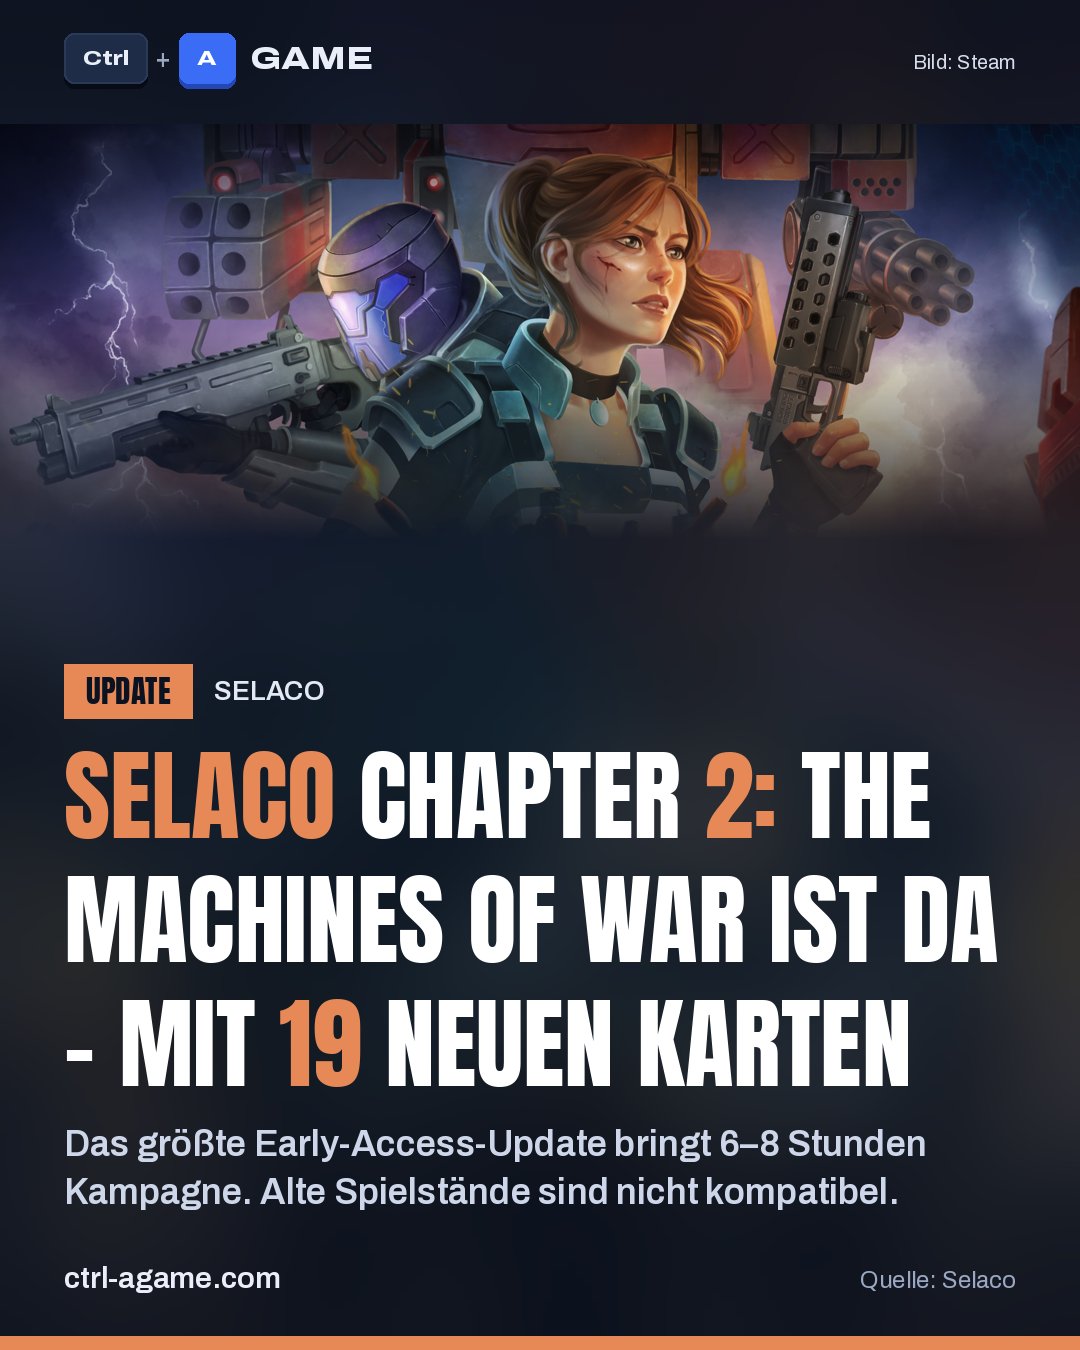 Ctrl + A GAME
Bild: Steam
UPDATE SELACO
SELACO CHAPTER 2: THE
MACHINES OF WAR IST DA
- MIT 19 NEUEN KARTEN
Das größte Early-Access-Update bringt 6–8 Stunden
Kampagne. Alte Spielstände sind nicht kompatibel.
ctrl-agame.com
Quelle: Selaco